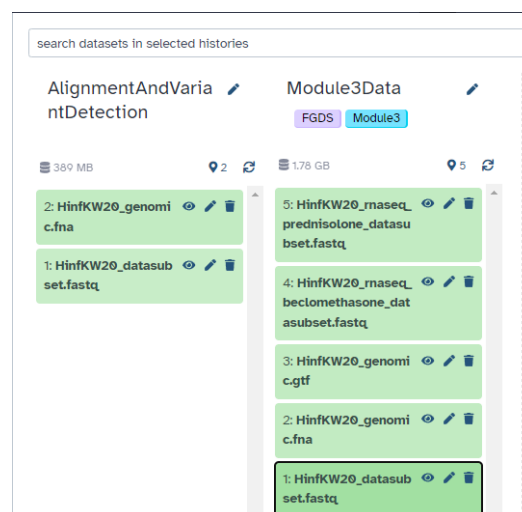 search datasets in selected histories
AlignmentAndVaria
ntDetection
389 MB
2
2: HinfKW20_genomi
c.fna
1: HinfKW20_datasub
set.fastq
Module3Data
FGDS
Module3
1.78 GB
5
5: HinfKW20_rnaseq_
prednisolone_datasu
bset.fastq
4: HinfKW20_rnaseq_
beclomethasone_dat
asubset.fastq
3: HinfKW20_genomi
c.gtf
2: HinfKW20_genomi
c.fna
1: HinfKW20_datasub
set.fastq